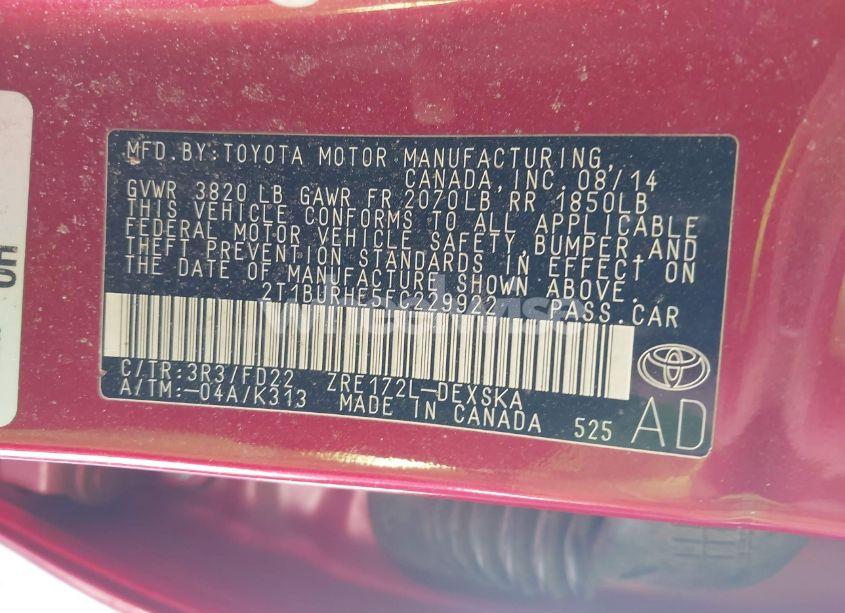 MFD.BY:TOYOTA MOTOR MANUFACTURING,
CANADA,INC. 08/14
GVWR 3820 LB GAWR FR 2070LB RR 1850LB
THIS VEHICLE CONFORMS TO ALL APPLICABLE
FEDERAL MOTOR VEHICLE SAFETY, BUMPER,AND
THEFT PREVENTION STANDARDS IN EFFECT ON
THE DATE OF MANUFACTURE SHOWN ABOVE.
2T1BURHE5FC229922 PASS.CAR
C/TR:3R3/FD22 ZRE172L-DEXSKA
A/TM:-04A/K313 MADE IN CANADA 525
AD